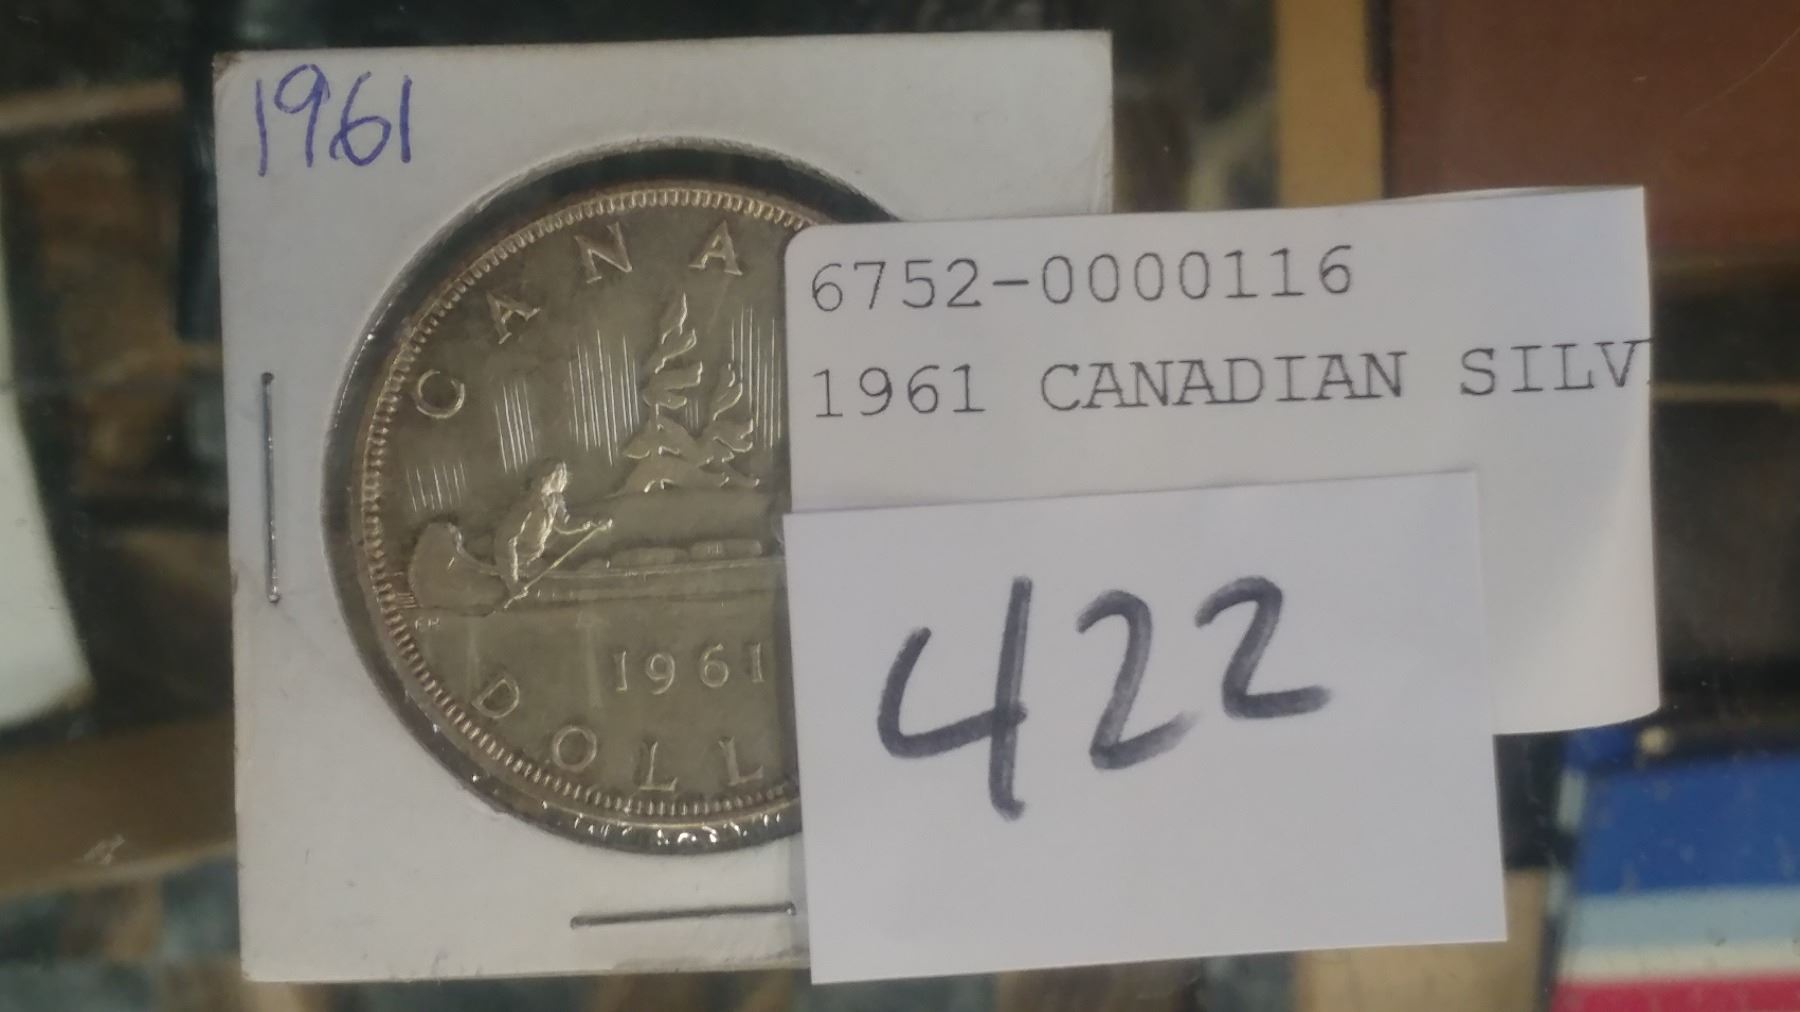 1961
CANA
1961
DOLL
6752-0000116
1961 CANADIAN SILV
422